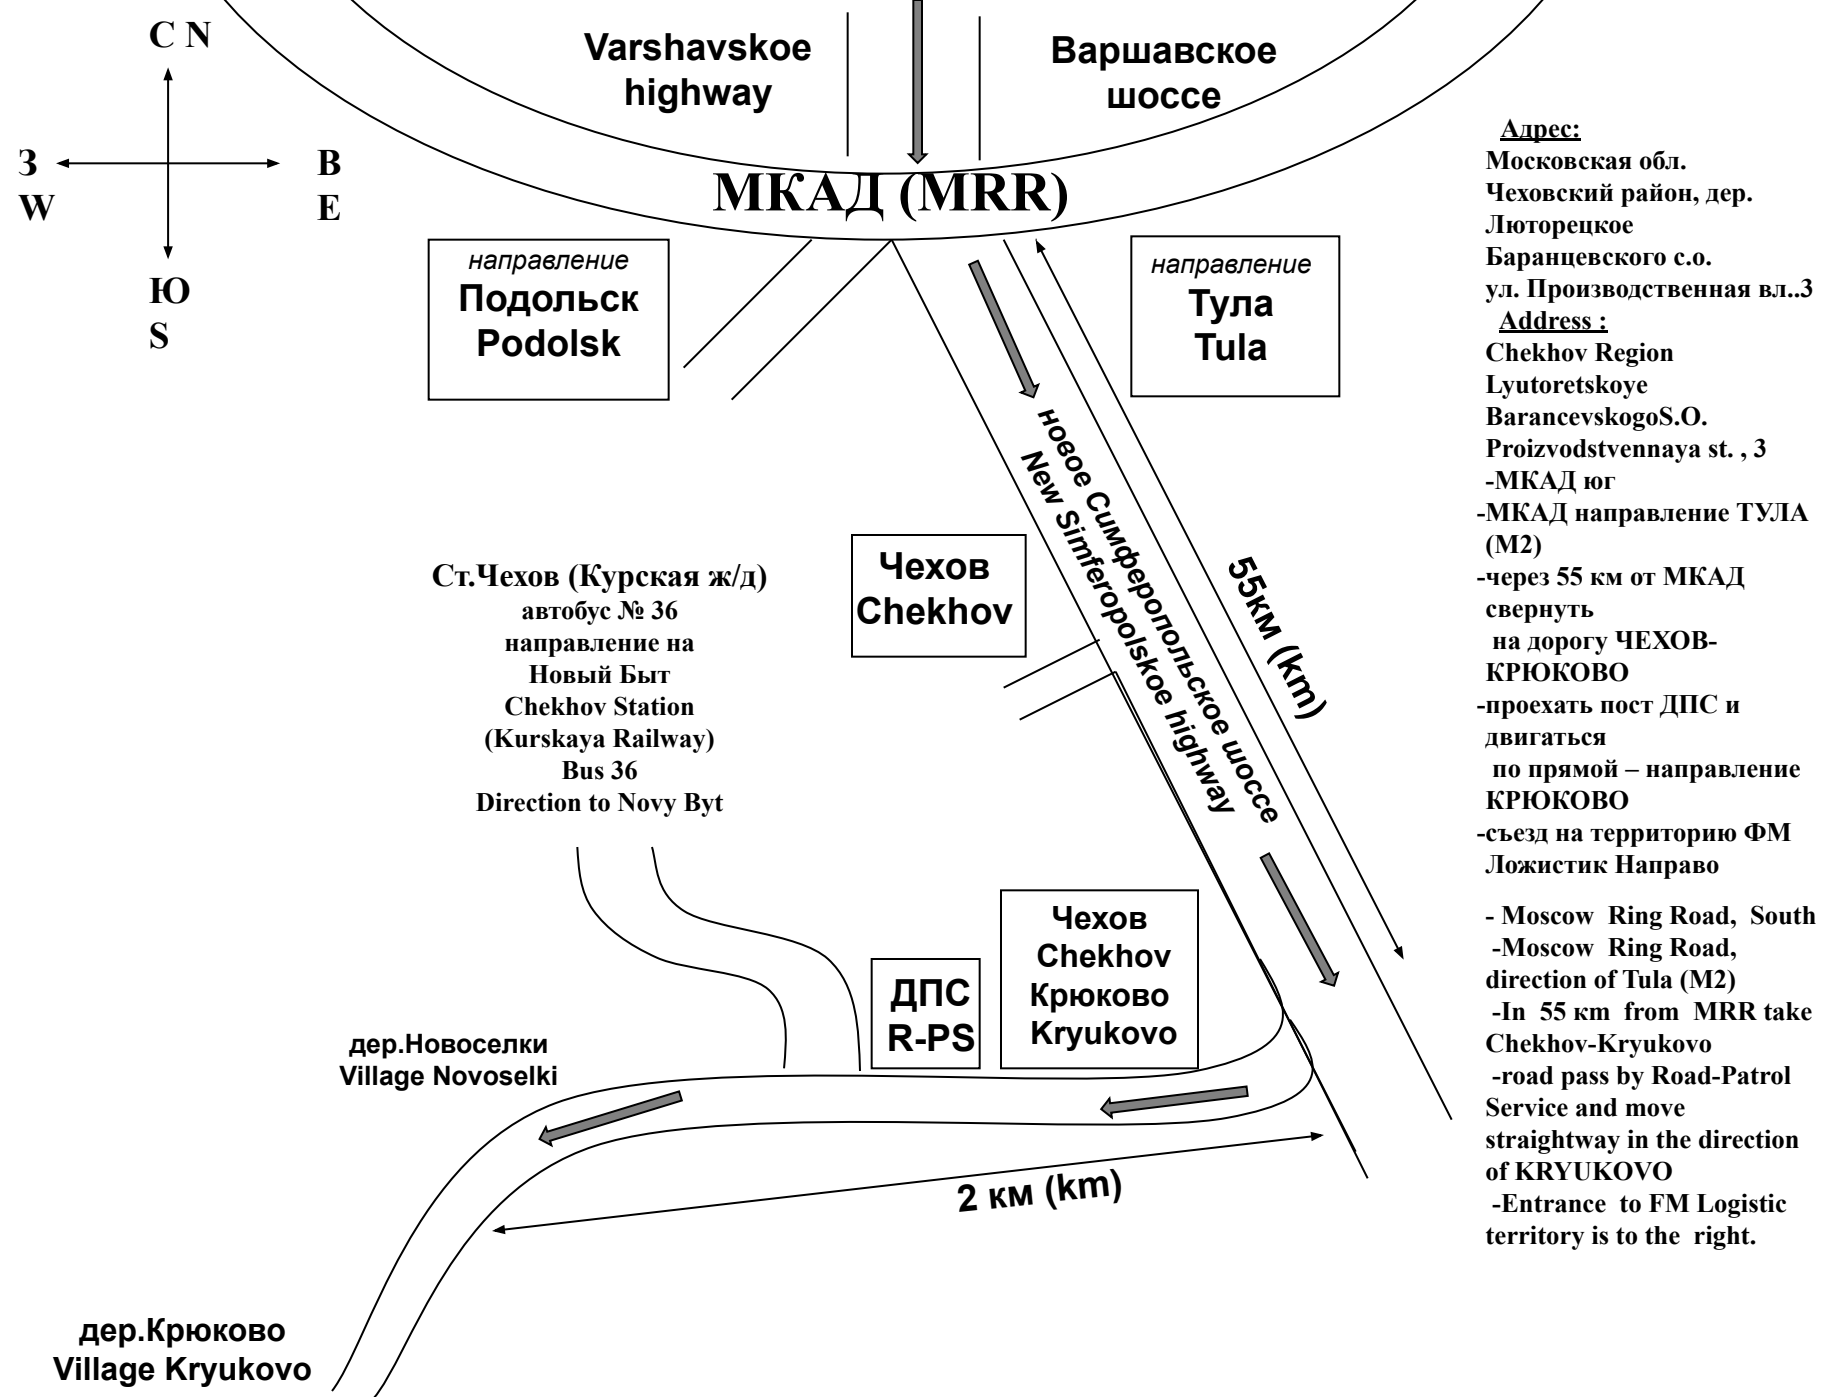 С N
З
W
В
E
Ю
S
Varshavskoe
highway
Варшавское
шоссе
МКАД (MRR)
направление
Подольск
Podolsk
направление
Тула
Tula
новое Симферопольское шоссе
New Simferopolskoe highway
55км (km)
Чехов
Chekhov
Ст.Чехов (Курская ж/д)
автобус № 36
направление на
Новый Быт
Chekhov Station
(Kurskaya Railway)
Bus 36
Direction to Novy Byt
Чехов
Chekhov
Крюково
Kryukovo
ДПС
R-PS
дер.Новоселки
Village Novoselki
2 км (km)
дер.Крюково
Village Kryukovo
Адрес:
Московская обл.
Чеховский район, дер.
Люторецкое
Баранцевского с.о.
ул. Производственная вл..3
Address :
Chekhov Region
Lyutoretskoye
BarancevskogoS.O.
Proizvodstvennaya st. , 3
-МКАД юг
-МКАД направление ТУЛА
(М2)
-через 55 км от МКАД
свернуть
на дорогу ЧЕХОВ-
КРЮКОВО
-проехать пост ДПС и
двигаться
по прямой – направление
КРЮКОВО
-съезд на территорию ФМ
Ложистик Направо
- Moscow Ring Road, South
-Moscow Ring Road,
direction of Tula (M2)
-In 55 км from MRR take
Chekhov-Kryukovo
-road pass by Road-Patrol
Service and move
straightway in the direction
of KRYUKOVO
-Entrance to FM Logistic
territory is to the right.